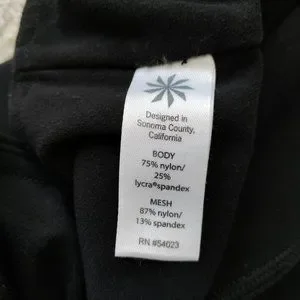 Designed in
Sonoma County,
California
BODY
75% nylon/
25%
lycra®spandex
MESH
87% nylon/
13% spandex
RN #54023